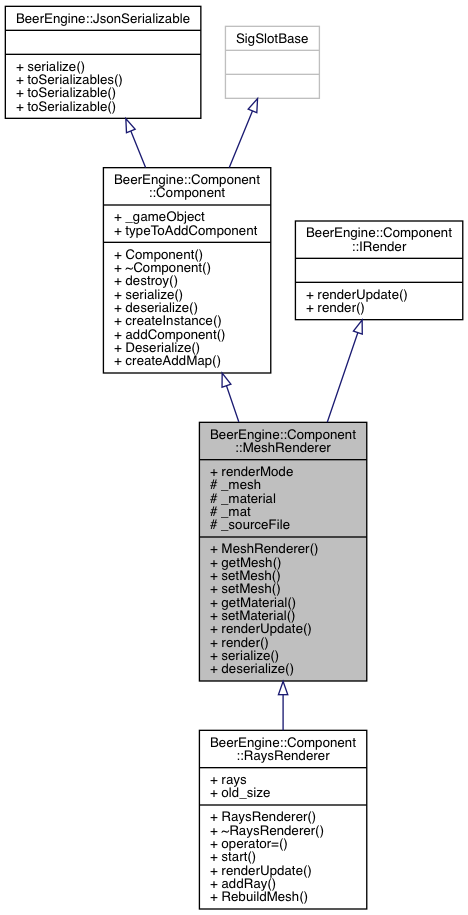 BeerEngine::JsonSerializable
+ serialize()
+ toSerializables()
+ toSerializable()
+ toSerializable()
SigSlotBase
BeerEngine::Component
::Component
+ _gameObject
+ typeToAddComponent
+ Component()
+ ~Component()
+ destroy()
+ serialize()
+ deserialize()
+ createInstance()
+ addComponent()
+ Deserialize()
+ createAddMap()
BeerEngine::Component
::IRender
+ renderUpdate()
+ render()
BeerEngine::Component
::MeshRenderer
+ renderMode
# _mesh
# _material
# _mat
# _sourceFile
+ MeshRenderer()
+ getMesh()
+ setMesh()
+ setMesh()
+ getMaterial()
+ setMaterial()
+ renderUpdate()
+ render()
+ serialize()
+ deserialize()
BeerEngine::Component
::RaysRenderer
+ rays
+ old_size
+ RaysRenderer()
+ ~RaysRenderer()
+ operator=()
+ start()
+ renderUpdate()
+ addRay()
+ RebuildMesh()